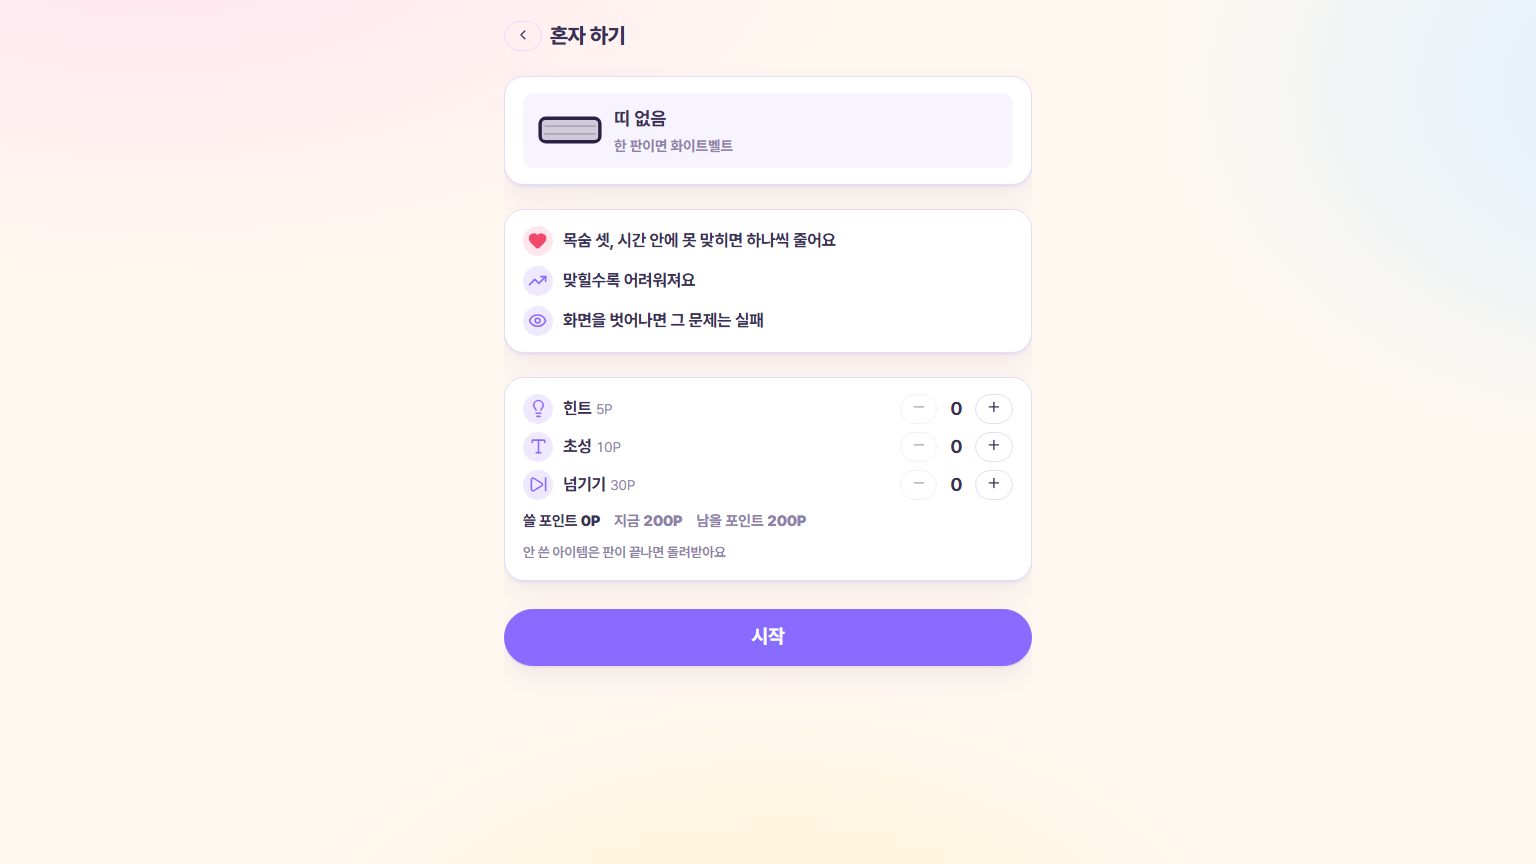 혼자 하기
띠 없음
한 판이면 화이트벨트
목숨 셋, 시간 안에 못 맞히면 하나씩 줄어요
맞힐수록 어려워져요
화면을 벗어나면 그 문제는 실패
힌트 5P － 0 +
초성 10P － 0 +
넘기기 30P － 0 +
쓸 포인트 0P 지금 200P 남을 포인트 200P
안 쓴 아이템은 판이 끝나면 돌려받아요
시작